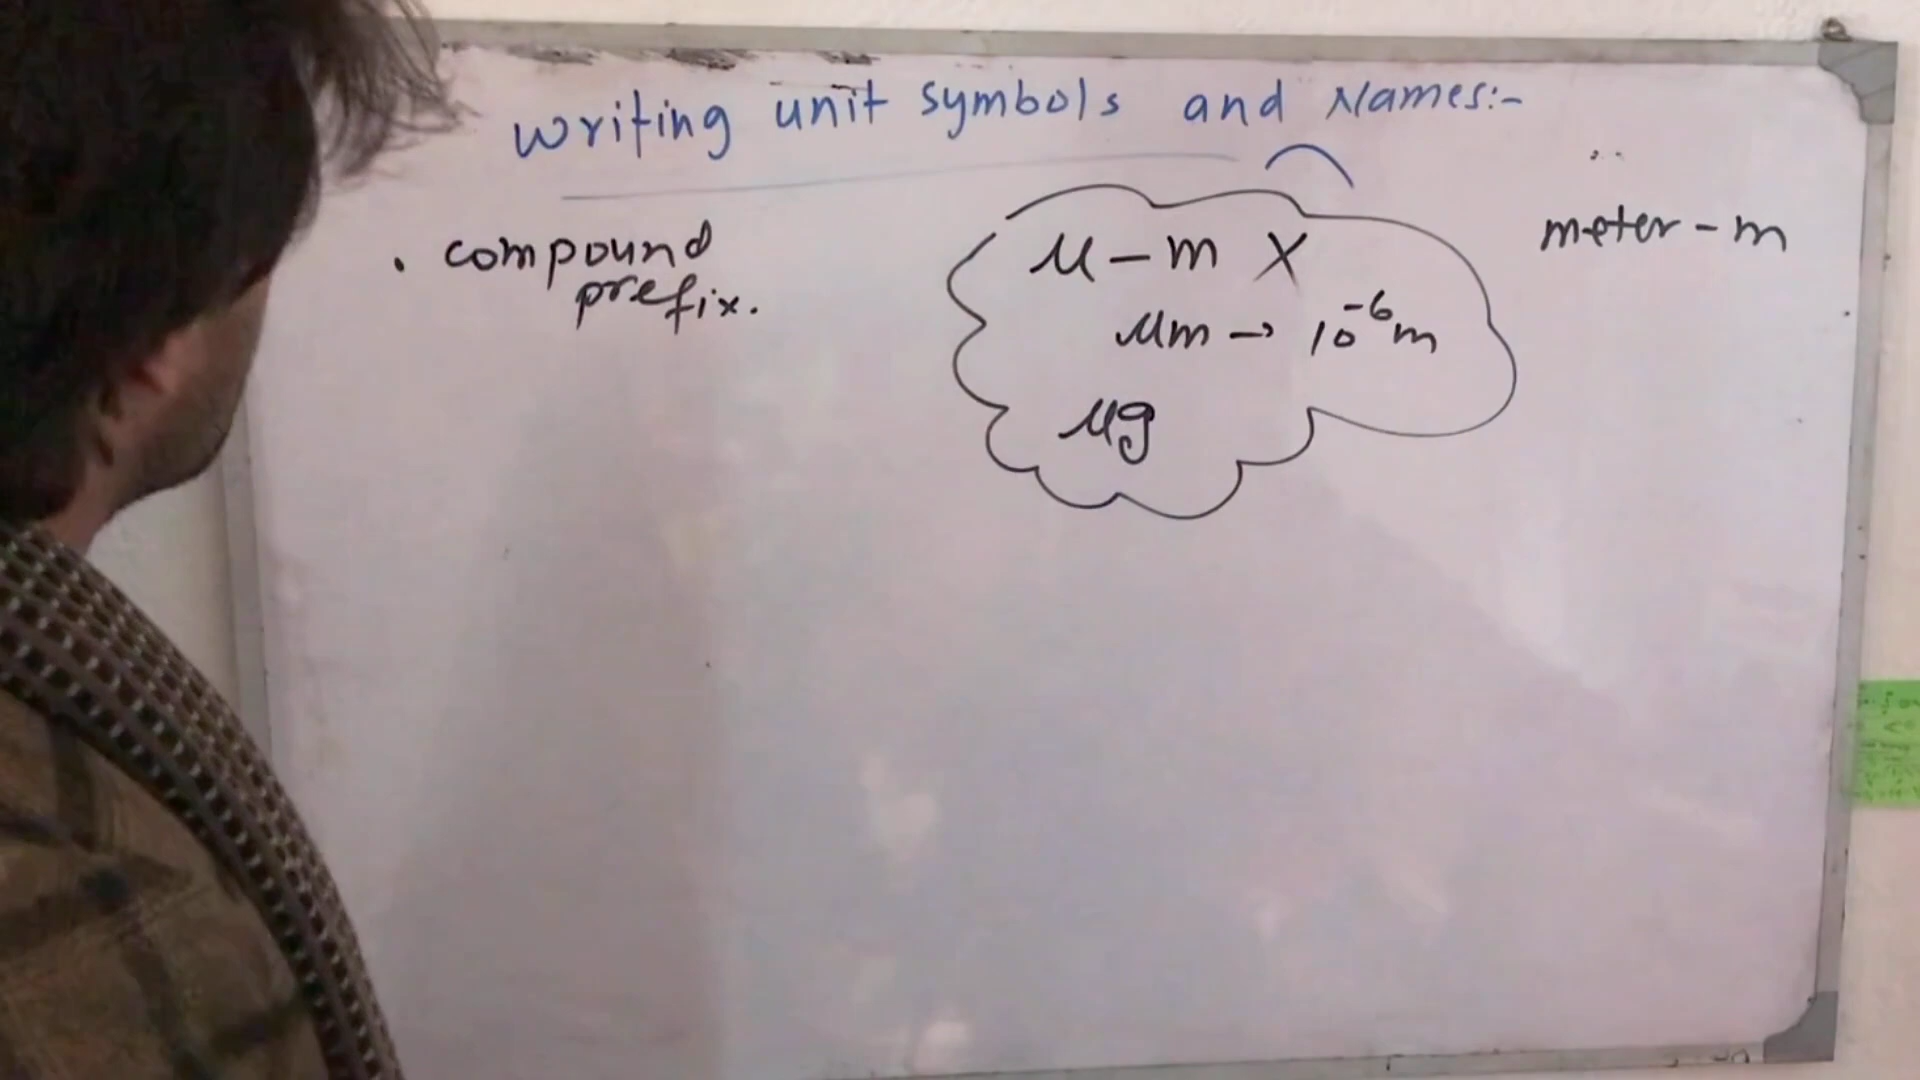 writing unit symbols and Names:-
. compound
prefix.
μ - m X
μm → 10⁻⁶m
μg
meter - m